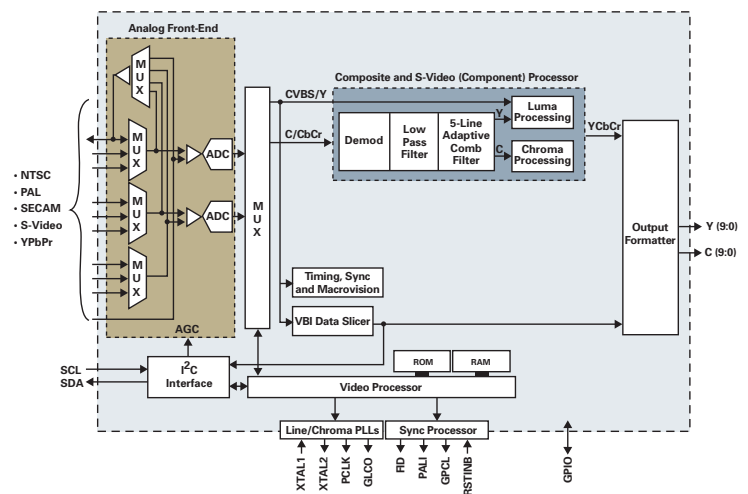 Analog Front-End
M
U
X
M
U
X
M
U
X
M
U
X
ADC
ADC
AGC
• NTSC
• PAL
• SECAM
• S-Video
• YPbPr
M
U
X
CVBS/Y
C/CbCr
Composite and S-Video (Component) Processor
Demod
Low
Pass
Filter
5-Line
Adaptive
Comb
Filter
Y
C
Luma
Processing
Chroma
Processing
YCbCr
Output
Formatter
Y (9:0)
C (9:0)
Timing, Sync
and Macrovision
VBI Data Slicer
SCL
SDA
I2C
Interface
ROM
RAM
Video Processor
Line/Chroma PLLs
Sync Processor
XTAL1
XTAL2
PCLK
GLCO
FID
PALI
GPCL
RSTINB
GPIO